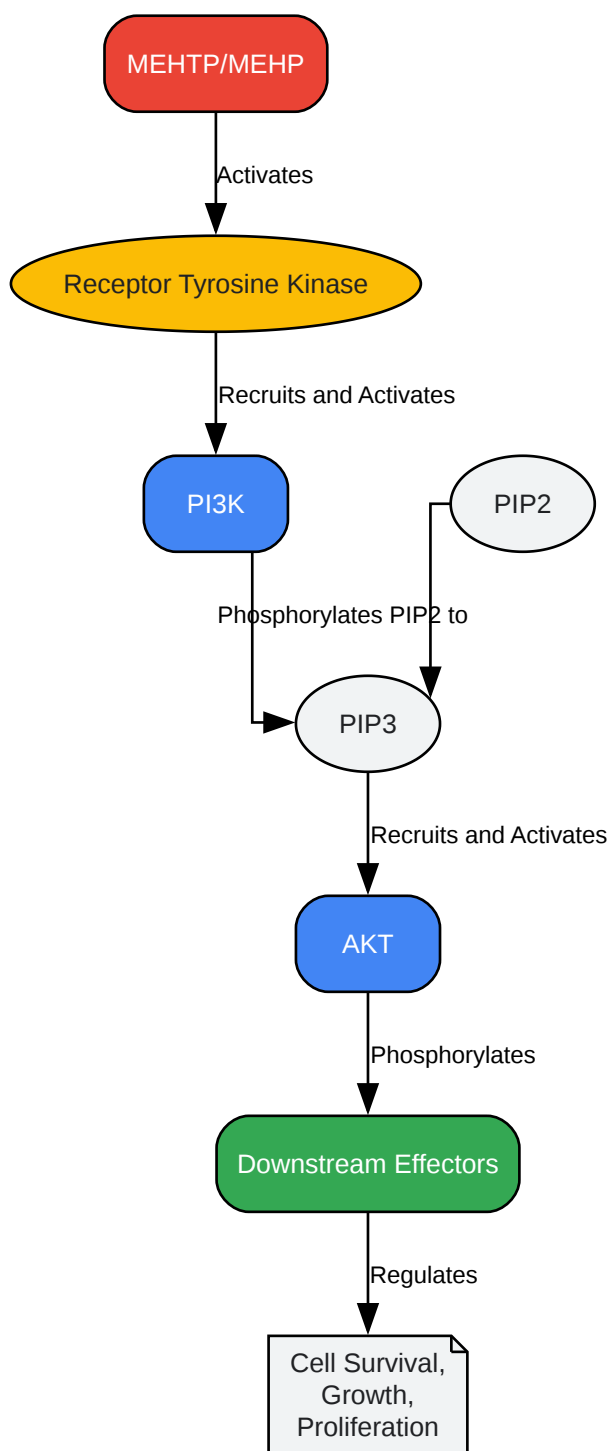 MEHTP/MEHP
Activates
Receptor Tyrosine Kinase
Recruits and Activates
PI3K
PIP2
Phosphorylates PIP2 to
PIP3
Recruits and Activates
AKT
Phosphorylates
Downstream Effectors
Regulates
Cell Survival,
Growth,
Proliferation